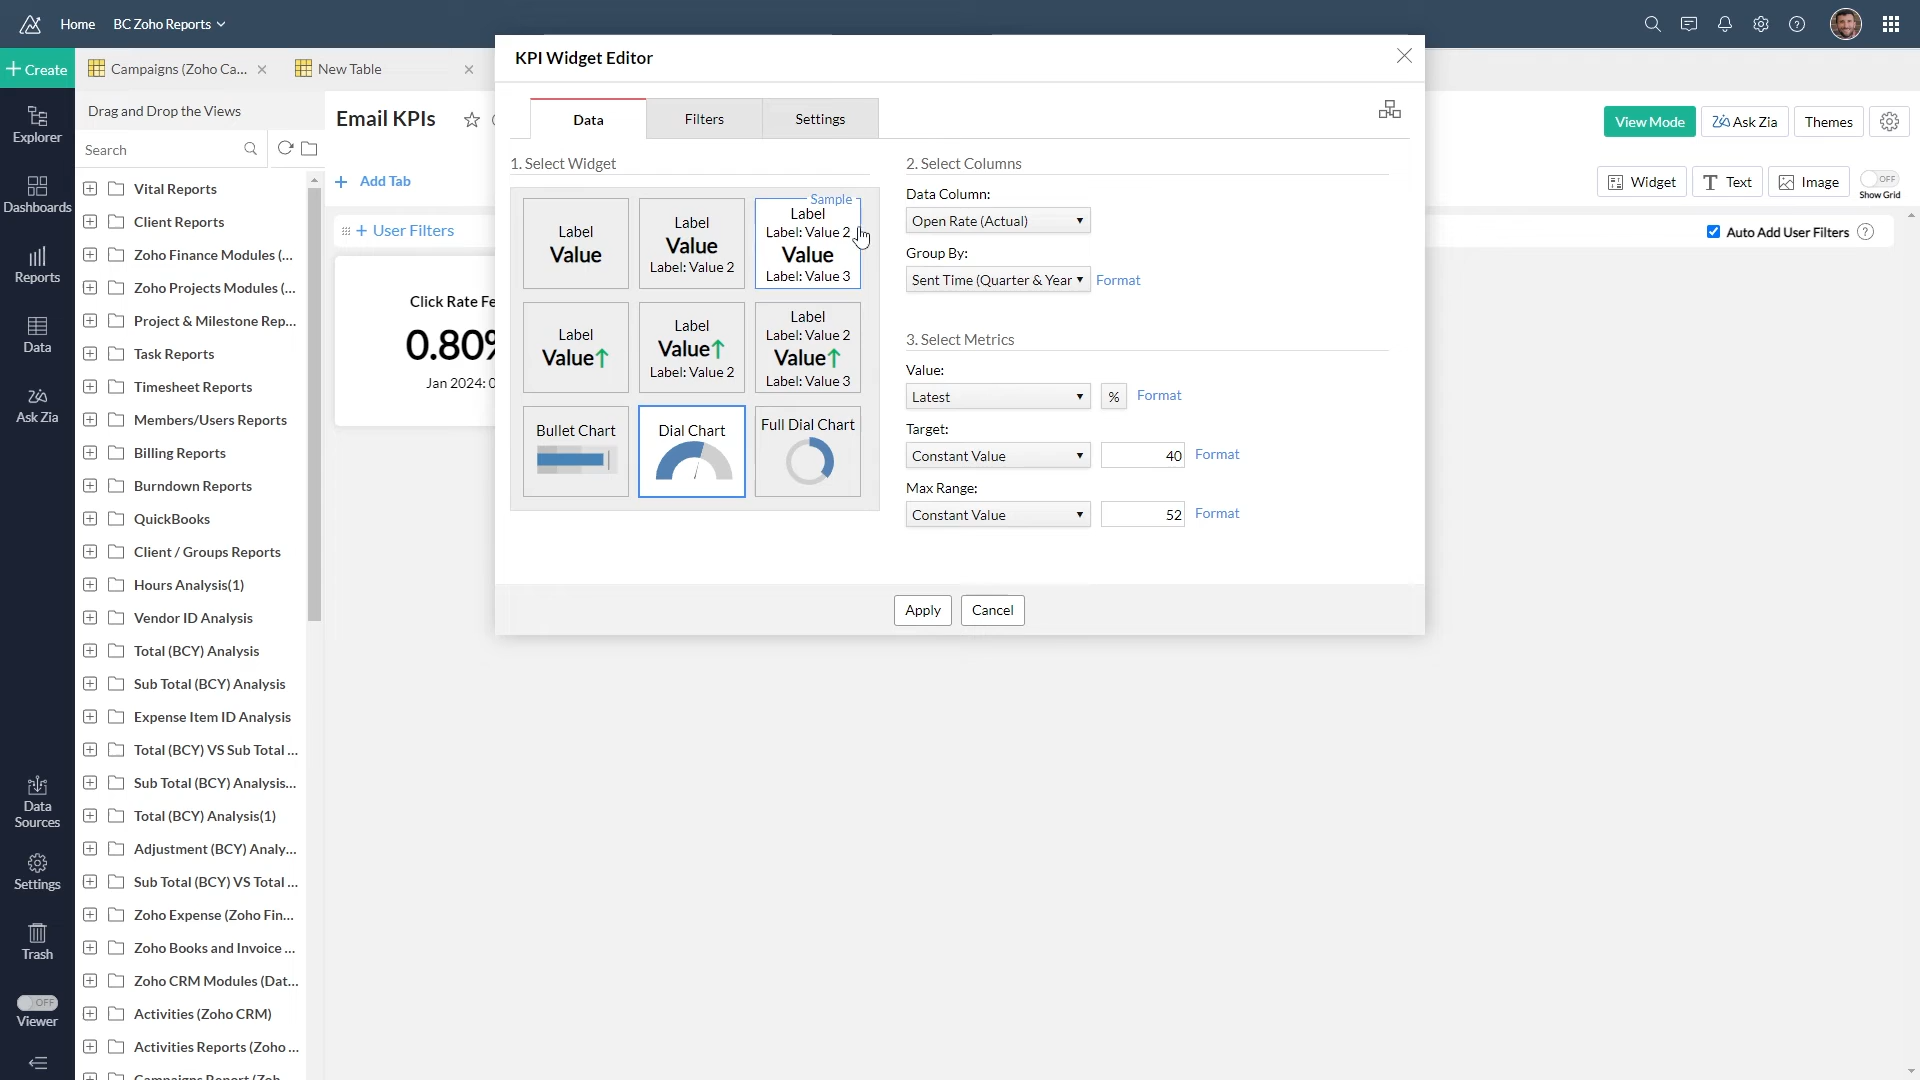 Home
BC Zoho Reports
Create
Campaigns (Zoho Ca...
New Table
Explorer
Dashboards
Reports
Data
Ask Zia
Data
Sources
Settings
Trash
OFF
Viewer
Drag and Drop the Views
Search
Vital Reports
Client Reports
Zoho Finance Modules (...
Zoho Projects Modules (...
Project & Milestone Rep...
Task Reports
Timesheet Reports
Members/Users Reports
Billing Reports
Burndown Reports
QuickBooks
Client / Groups Reports
Hours Analysis(1)
Vendor ID Analysis
Total (BCY) Analysis
Sub Total (BCY) Analysis
Expense Item ID Analysis
Total (BCY) VS Sub Total ...
Sub Total (BCY) Analysis...
Total (BCY) Analysis(1)
Adjustment (BCY) Analy...
Sub Total (BCY) VS Total ...
Zoho Expense (Zoho Fin...
Zoho Books and Invoice ...
Zoho CRM Modules (Dat...
Activities (Zoho CRM)
Activities Reports (Zoho ...
Email KPIs
+ Add Tab
+ User Filters
Click Rate Fe
0.80%
Jan 2024: 0
KPI Widget Editor
Data
Filters
Settings
1. Select Widget
Label
Value
Label
Value
Label: Value 2
Sample
Label
Label: Value 2
Value
Label: Value 3
Label
Value↑
Label
Value↑
Label: Value 2
Label
Label: Value 2
Value↑
Label: Value 3
Bullet Chart
Dial Chart
Full Dial Chart
2. Select Columns
Data Column:
Open Rate (Actual)
Group By:
Sent Time (Quarter & Year
Format
3. Select Metrics
Value:
Latest
%
Format
Target:
Constant Value
40
Format
Max Range:
Constant Value
52
Format
Apply
Cancel
View Mode
Ask Zia
Themes
Widget
Text
Image
OFF
Show Grid
Auto Add User Filters